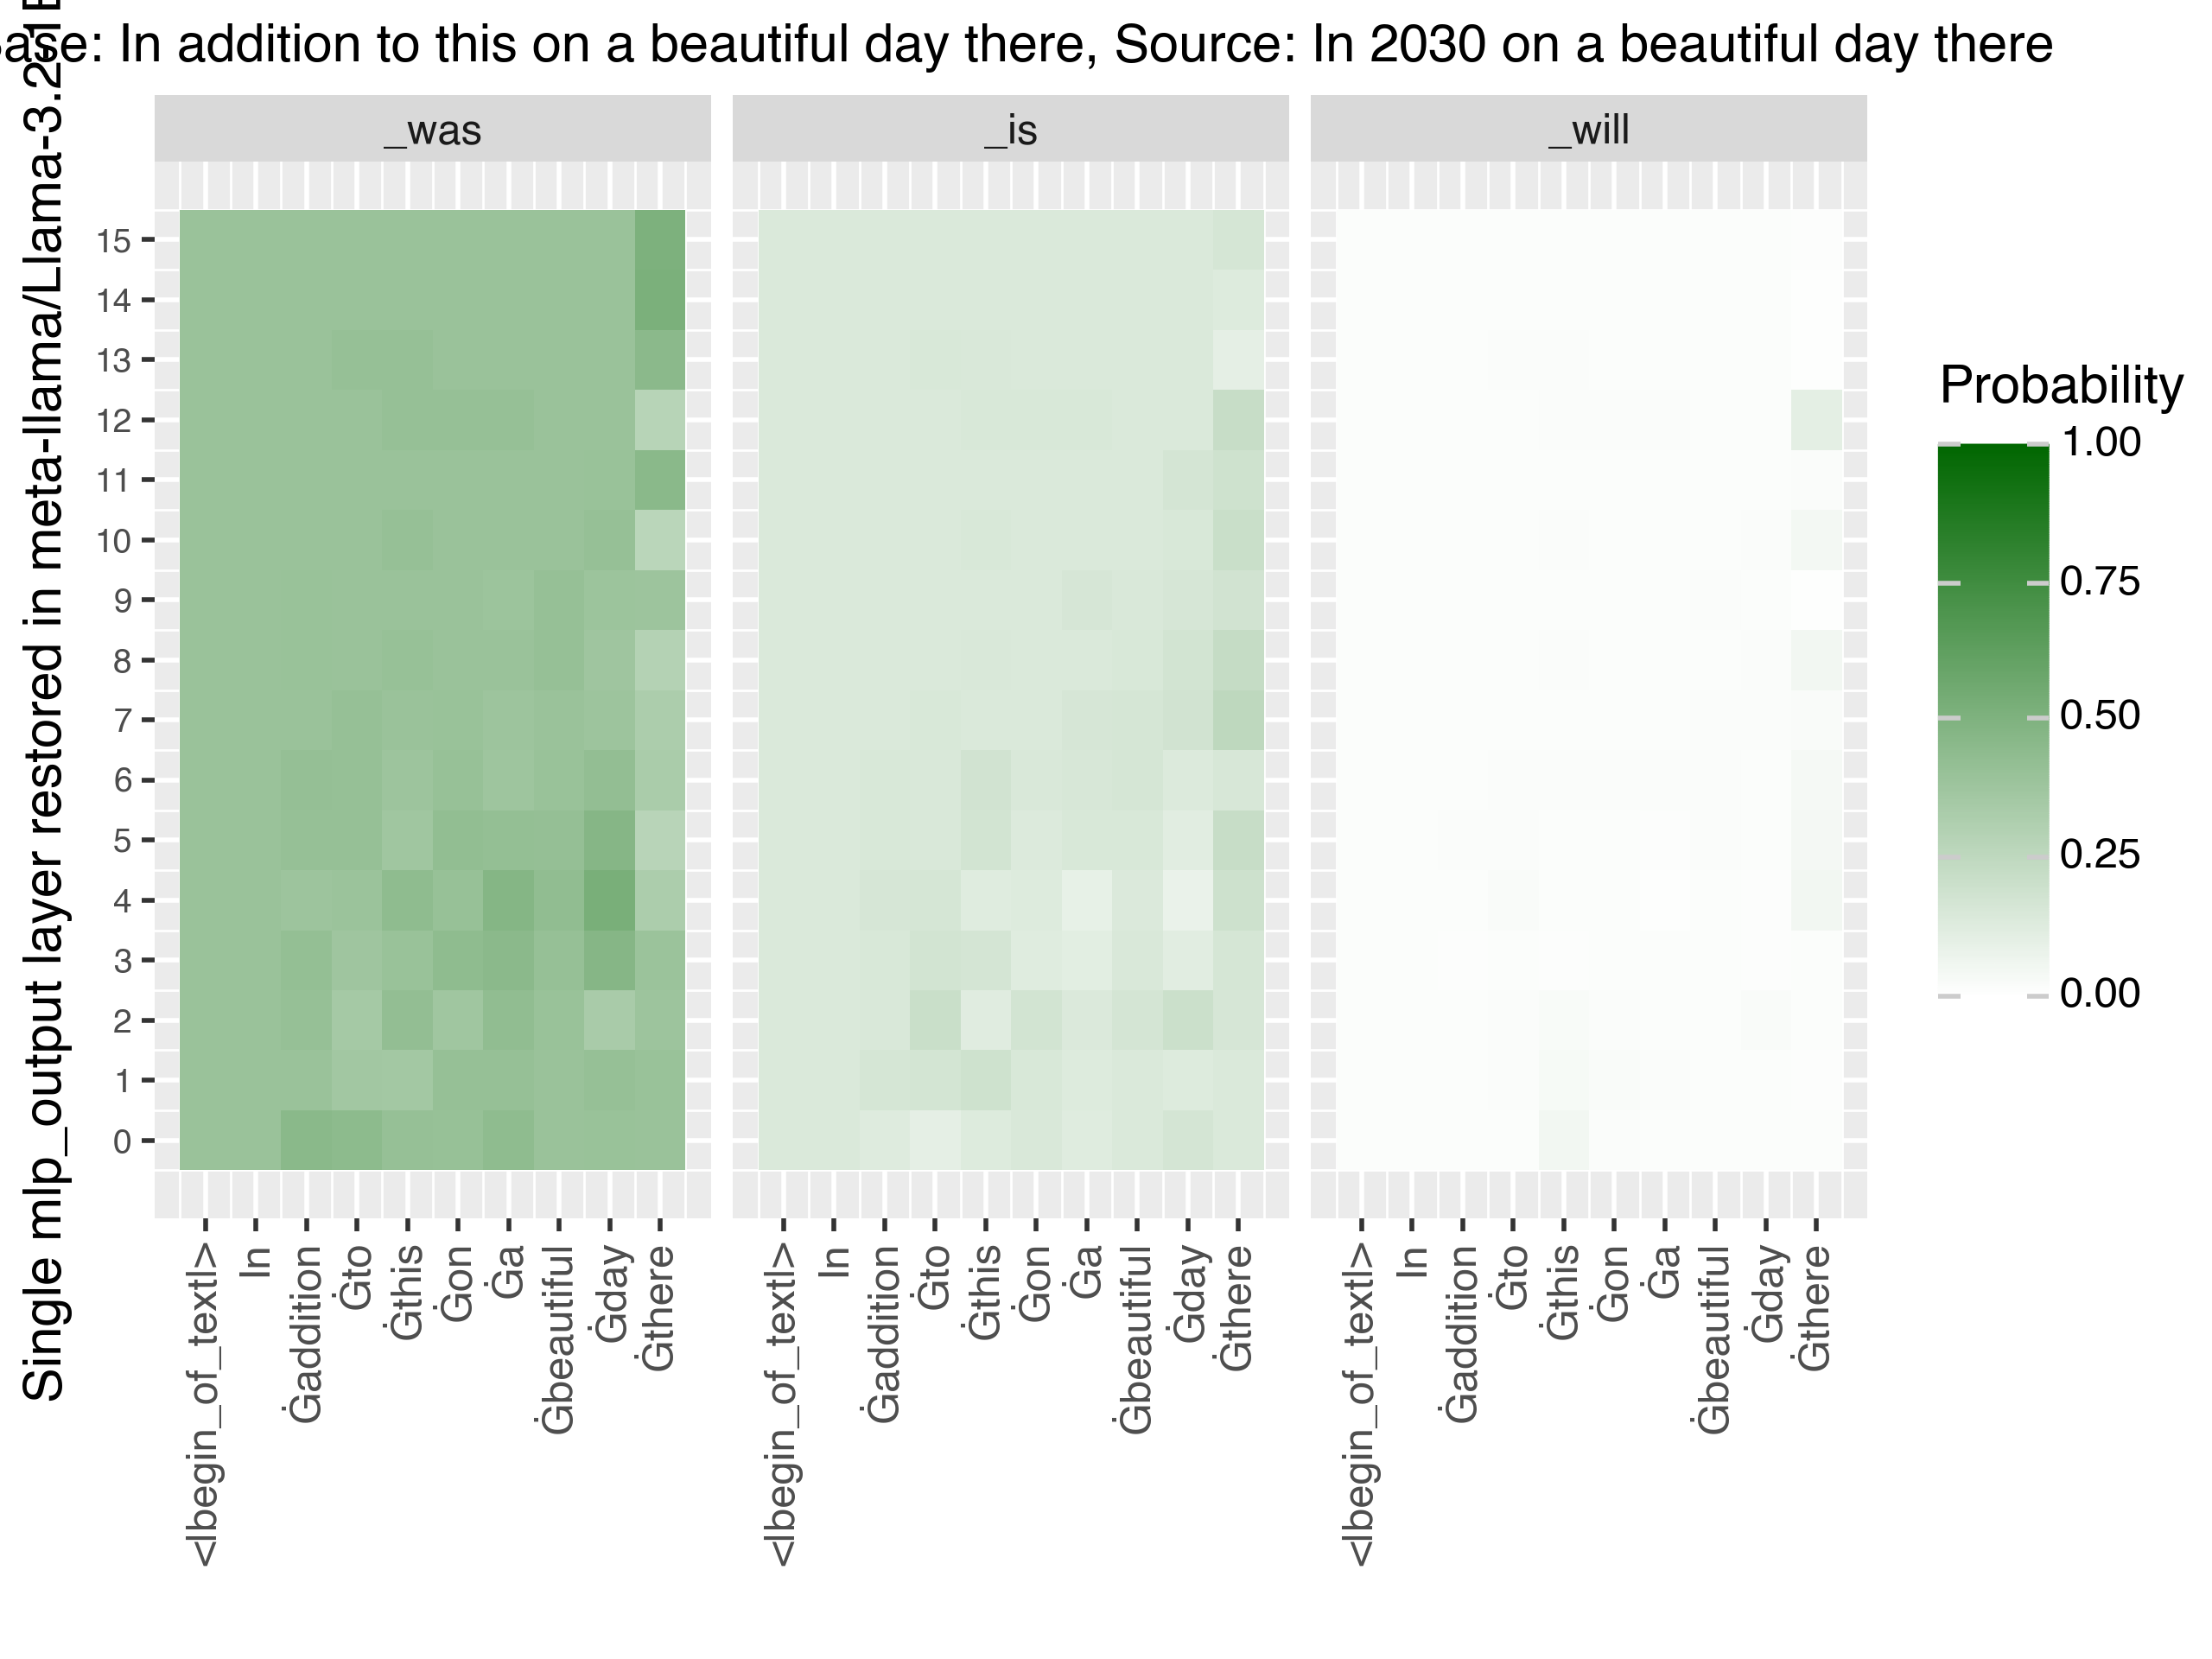 ase: In addition to this on a beautiful day there, Source: In 2030 on a beautiful day there
Single mlp_output layer restored in meta-llama/Llama-3.2-1B
_was
_is
_will
15
14
13
12
11
10
9
8
7
6
5
4
3
2
1
0
<|begin_of_text|>
In
Ġaddition
Ġto
Ġthis
Ġon
Ġa
Ġbeautiful
Ġday
Ġthere
<|begin_of_text|>
In
Ġaddition
Ġto
Ġthis
Ġon
Ġa
Ġbeautiful
Ġday
Ġthere
<|begin_of_text|>
In
Ġaddition
Ġto
Ġthis
Ġon
Ġa
Ġbeautiful
Ġday
Ġthere
Probability
1.00
0.75
0.50
0.25
0.00